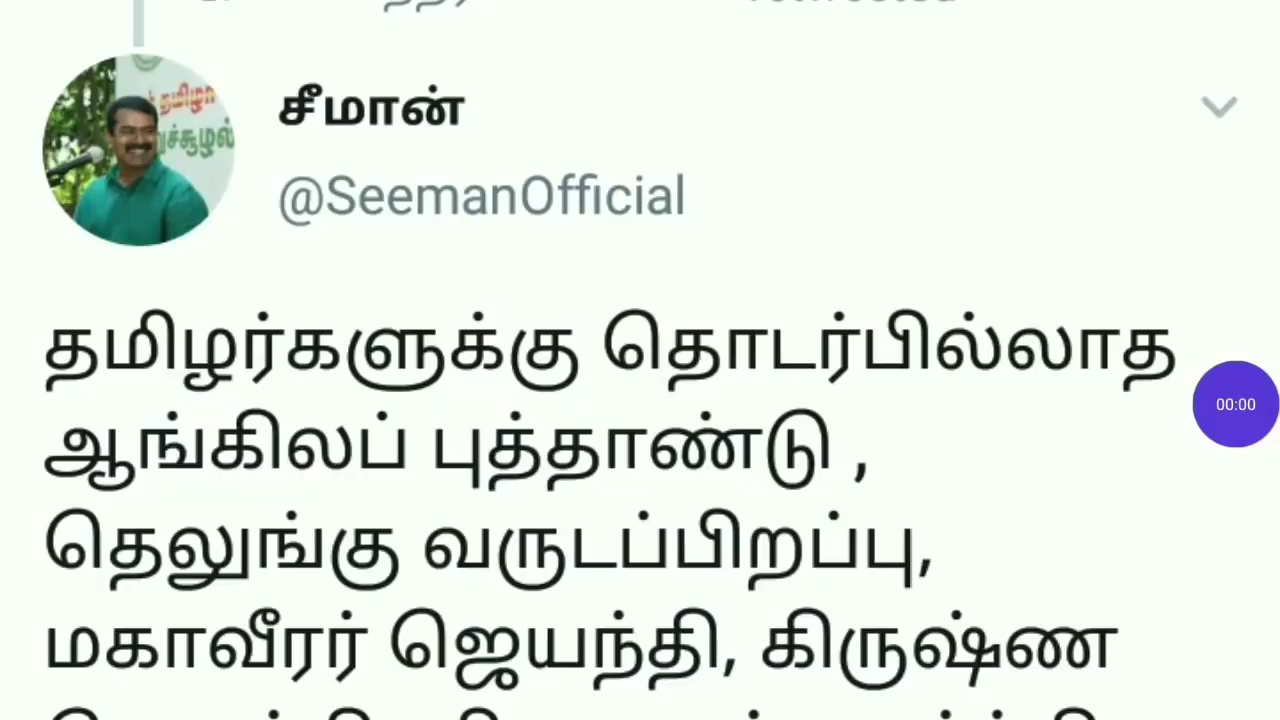 சீமான்
@SeemanOfficial
தமிழர்களுக்கு தொடர்பில்லாத
ஆங்கிலப் புத்தாண்டு ,
தெலுங்கு வருடப்பிறப்பு,
மகாவீரர் ஜெயந்தி, கிருஷ்ண
00:00